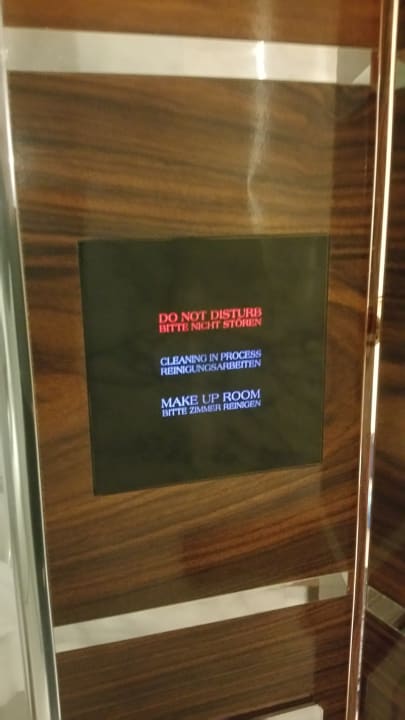 DO NOT DISTURB
BITTE NICHT STÖREN
CLEANING IN PROCESS
REINIGUNGSARBEITEN
MAKE UP ROOM
BITTE ZIMMER REINIGEN